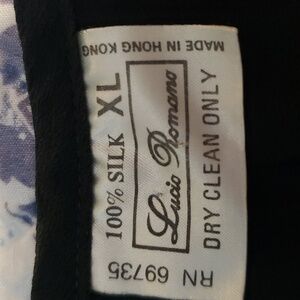 MADE IN HONG KONG
100% SILK XL
Lucio Romano
DRY CLEAN ONLY
RN 69735